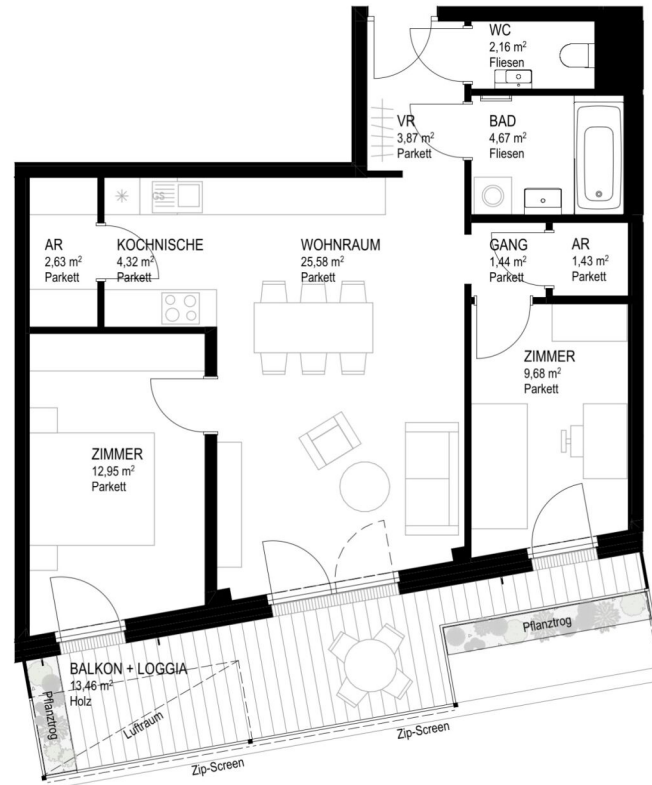 WC
2,16 m²
Fliesen
VR
3,87 m²
Parkett
BAD
4,67 m²
Fliesen
GS
AR
2,63 m²
Parkett
KOCHNISCHE
4,32 m²
Parkett
WOHNRAUM
25,58 m²
Parkett
GANG
1,44 m²
Parkett
AR
1,43 m²
Parkett
ZIMMER
9,68 m²
Parkett
ZIMMER
12,95 m²
Parkett
Pflanztrog
BALKON + LOGGIA
13,46 m²
Holz
Pflanztrog
Luftraum
Zip-Screen
Zip-Screen